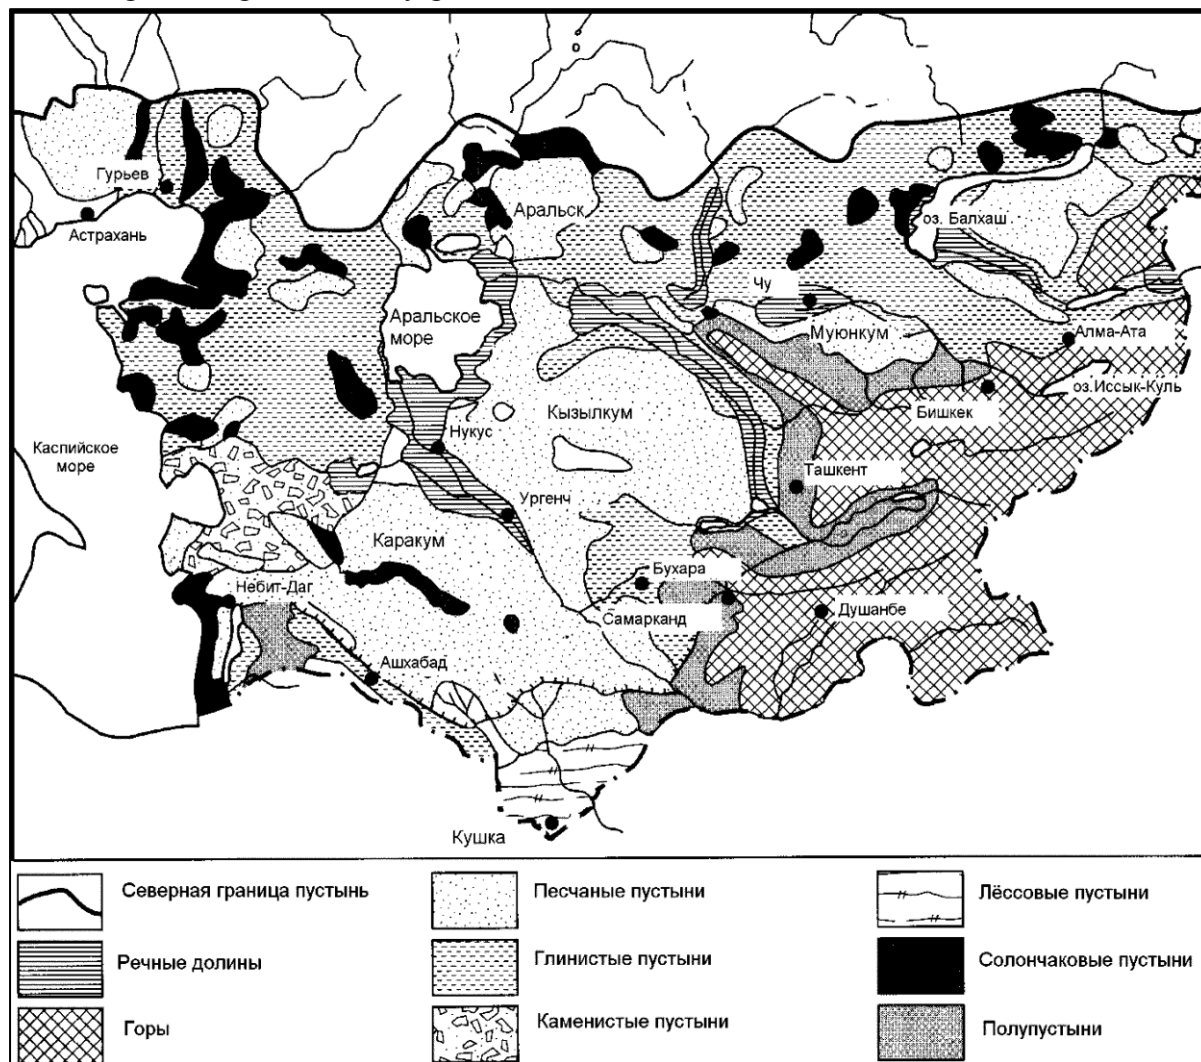 Гурьев
Астрахань
Аральск
оз. Балхаш
Аральское
море
Чу
Муюнкум
Алма-Ата
оз.Иссык-Куль
Бишкек
Кызылкум
Нукус
Каспийское
море
Ташкент
Ургенч
Каракум
Бухара
Небит-Даг
Самарканд
Душанбе
Ашхабад
Кушка
Северная граница пустынь
Песчаные пустыни
Лёссовые пустыни
Речные долины
Глинистые пустыни
Солончаковые пустыни
Горы
Каменистые пустыни
Полупустыни